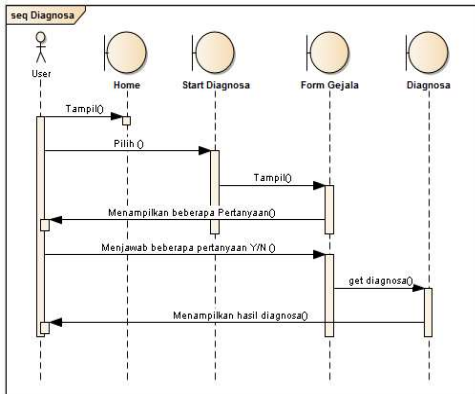 seq Diagnosa
User
Home
Start Diagnosa
Form Gejala
Diagnosa
Tampil()
Pilih ()
Tampil()
Menampilkan beberapa Pertanyaan()
Menjawab beberapa pertanyaan Y/N ()
get diagnosa()
Menampilkan hasil diagnosa()